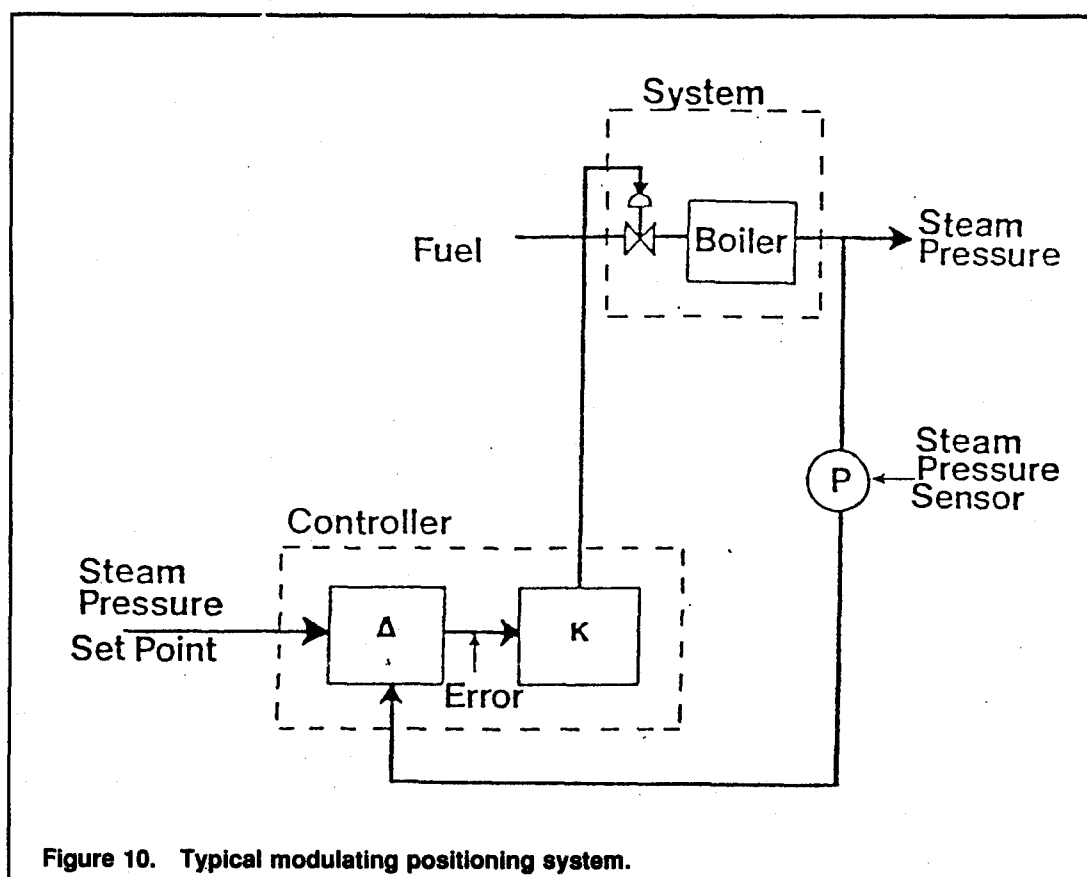 System
Fuel
Boiler
Steam
Pressure
Steam
Pressure
Sensor
P
Controller
Steam
Pressure
Set Point
Δ
K
Error
Figure 10. Typical modulating positioning system.